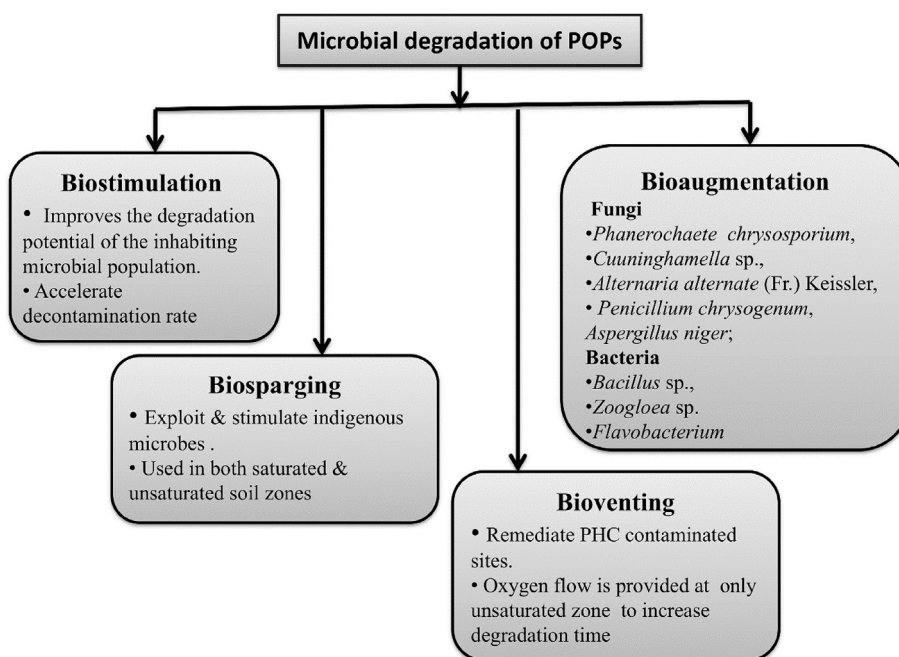 Microbial degradation of POPs
Biostimulation
• Improves the degradation
potential of the inhabiting
microbial population.
• Accelerate
decontamination rate
Biosparging
• Exploit & stimulate indigenous
microbes .
• Used in both saturated &
unsaturated soil zones
Bioventing
• Remediate PHC contaminated
sites.
• Oxygen flow is provided at only
unsaturated zone to increase
degradation time
Bioaugmentation
Fungi
•Phanerochaete chrysosporium,
•Cuuninghamella sp.,
•Alternaria alternate (Fr.) Keissler,
• Penicillium chrysogenum,
Aspergillus niger;
Bacteria
•Bacillus sp.,
•Zoogloea sp.
•Flavobacterium